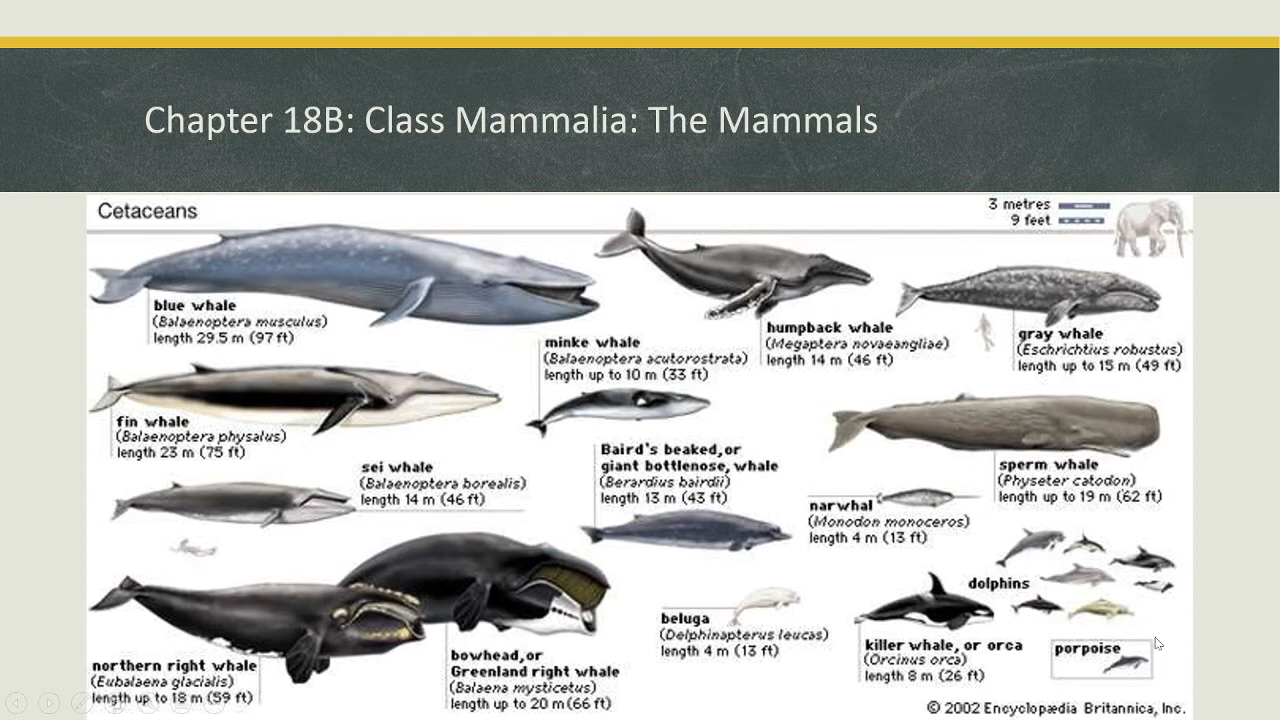 Chapter 18B: Class Mammalia: The Mammals
Cetaceans
3 metres
9 feet
blue whale
(Balaenoptera musculus)
length 29.5 m (97 ft)
humpback whale
(Megaptera novaeangliae)
length 14 m (46 ft)
gray whale
(Eschrichtius robustus)
length up to 15 m (49 ft)
minke whale
(Balaenoptera acutorostrata)
length up to 10 m (33 ft)
fin whale
(Balaenoptera physalus)
length 23 m (75 ft)
sei whale
(Balaenoptera borealis)
length 14 m (46 ft)
Baird's beaked, or
giant bottlenose, whale
(Berardius bairdii)
length 13 m (43 ft)
sperm whale
(Physeter catodon)
length up to 19 m (62 ft)
narwhal
(Monodon monoceros)
length 4 m (13 ft)
dolphins
beluga
(Delphinapterus leucas)
length 4 m (13 ft)
killer whale, or orca
(Orcinus orca)
length 8 m (26 ft)
porpoise
northern right whale
(Eubalaena glacialis)
length up to 18 m (59 ft)
bowhead, or
Greenland right whale
(Balaena mysticetus)
length up to 20 m (66 ft)
© 2002 Encyclopædia Britannica, Inc.